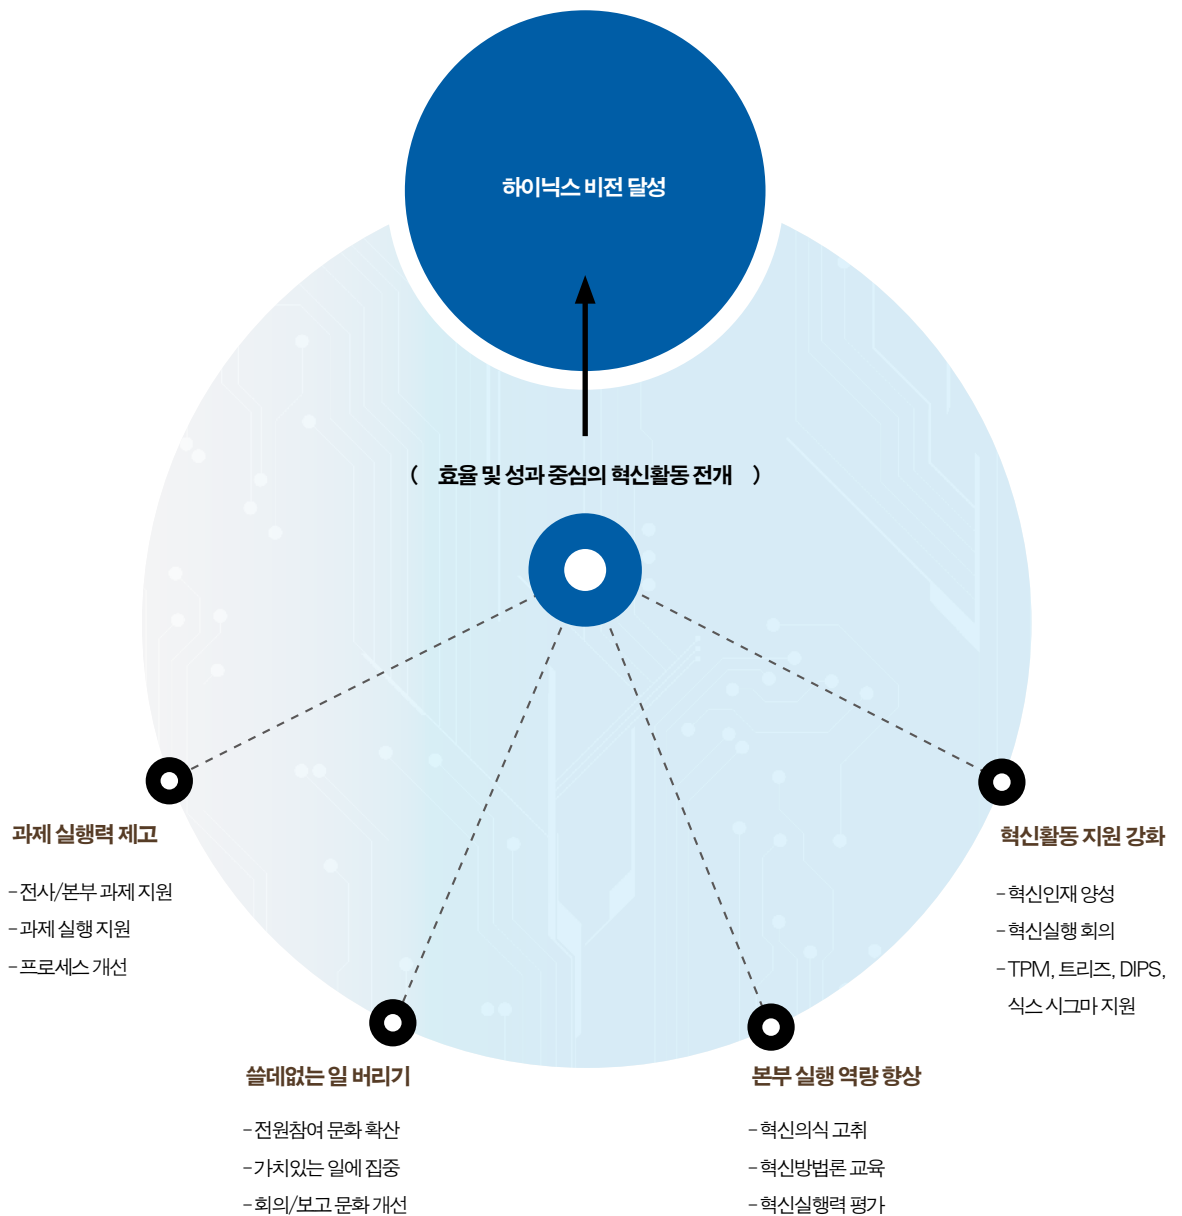 하이닉스 비전 달성
( 효율 및 성과 중심의 혁신활동 전개 )
과제 실행력 제고
-전사/본부 과제 지원
-과제 실행 지원
-프로세스 개선
쓸데없는 일 버리기
-전원참여 문화 확산
-가치있는 일에 집중
-회의/보고 문화 개선
본부 실행 역량 향상
-혁신의식 고취
-혁신방법론 교육
-혁신실행력 평가
혁신활동 지원 강화
-혁신인재 양성
-혁신실행 회의
-TPM, 트리즈, DIPS,
식스 시그마 지원